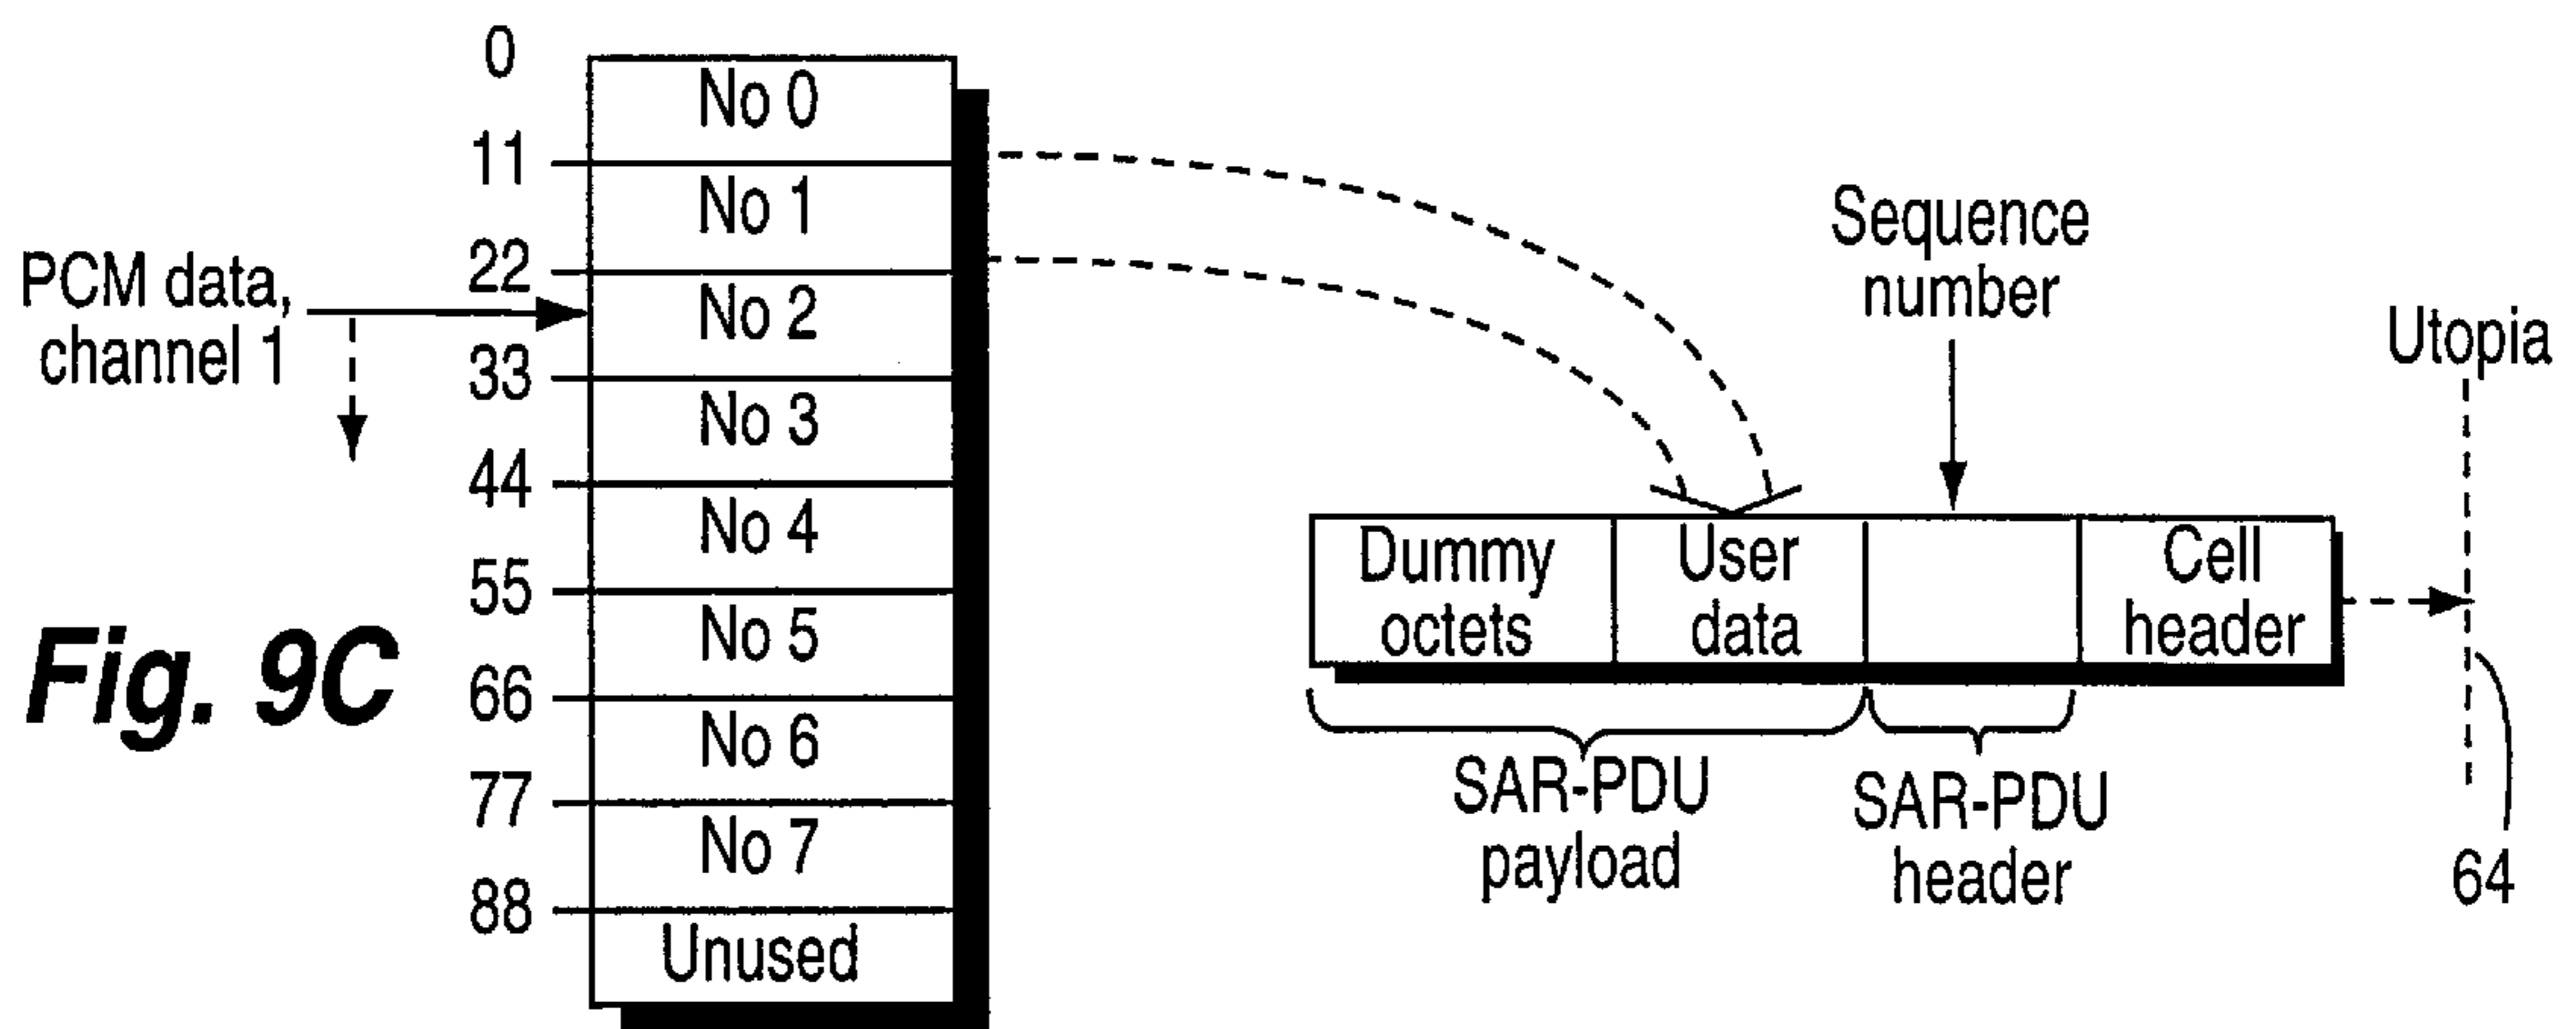 0
No 0
11
No 1
22
PCM data,
channel 1
No 2
33
No 3
44
No 4
55
No 5
66
No 6
77
No 7
88
Unused
Fig. 9C
Sequence
number
Utopia
Dummy
octets
User
data
Cell
header
SAR-PDU
payload
SAR-PDU
header
64